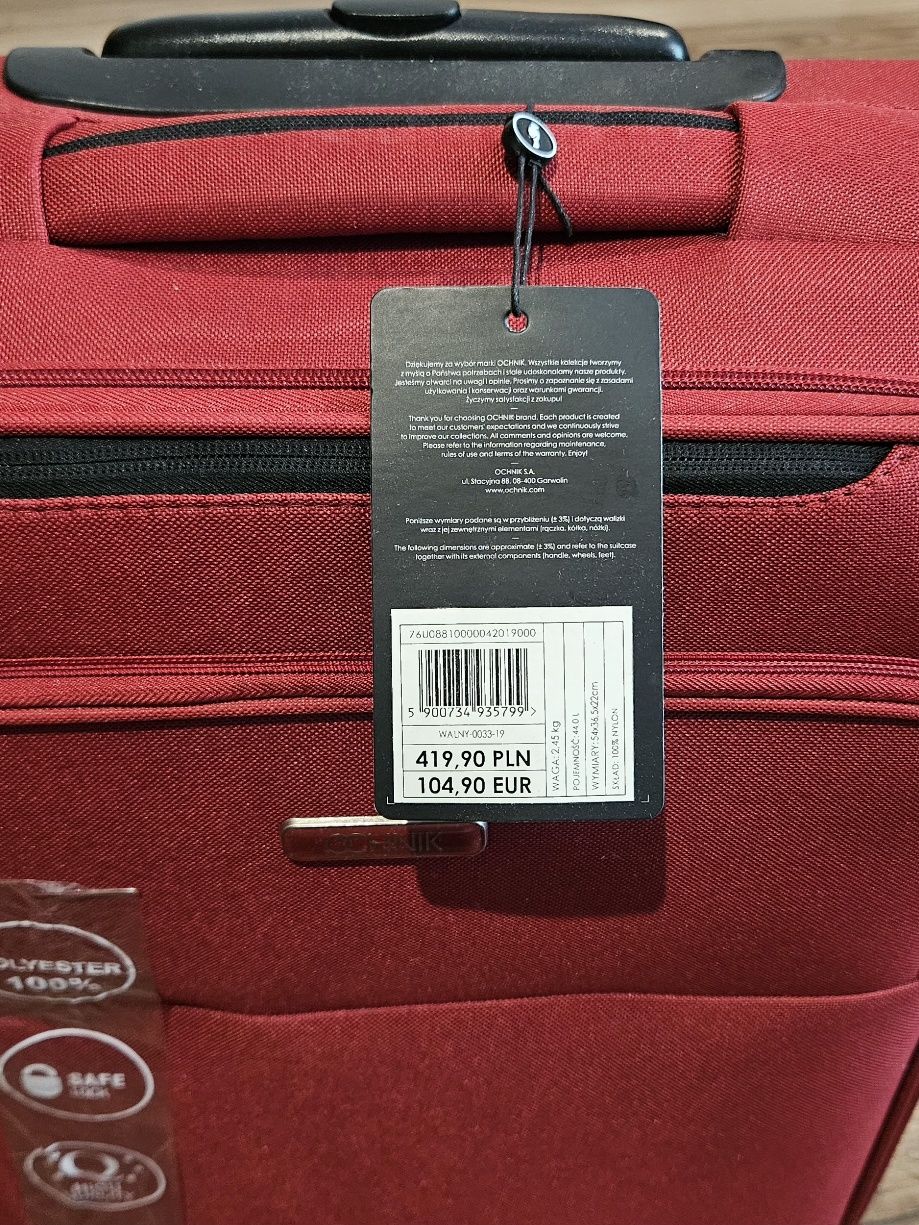 Dziękujemy za wybór marki OCHNIK. Wszystkie kolekcje tworzymy
z myślą o Państwa potrzebach i stale udoskonalamy nasze produkty.
Jesteśmy otwarci na uwagi i opinie. Prosimy o zapoznanie się z zasadami
użytkowania i konserwacji oraz warunkami gwarancji.
Życzymy satysfakcji z zakupu!
Thank you for choosing OCHNIK brand. Each product is created
to meet our customers' expectations and we continuously strive
to improve our collections. All comments and opinions are welcome.
Please refer to the information regarding maintenance,
rules of use and terms of the warranty. Enjoy!
OCHNIK S.A.
ul. Stacyjna 8B, 08-400 Garwolin
www.ochnik.com
Poniższe wymiary podane są w przybliżeniu (± 3%) i dotyczą walizki
wraz z jej zewnętrznymi elementami (rączka, kółka, nóżki).
The following dimensions are approximate (± 3%) and refer to the suitcase
together with its external components (handle, wheels, feet).
76U08810000042019000
5 900734 935799 >
WALNY-0033-19
419,90 PLN
104,90 EUR
WAGA: 2,45 kg
POJEMNOŚĆ: 44.0 L
WYMIARY: 54x36,5x22cm
SKŁAD: 100% NYLON
OCHNIK
OLYESTER
100%
SAFE
LOCK